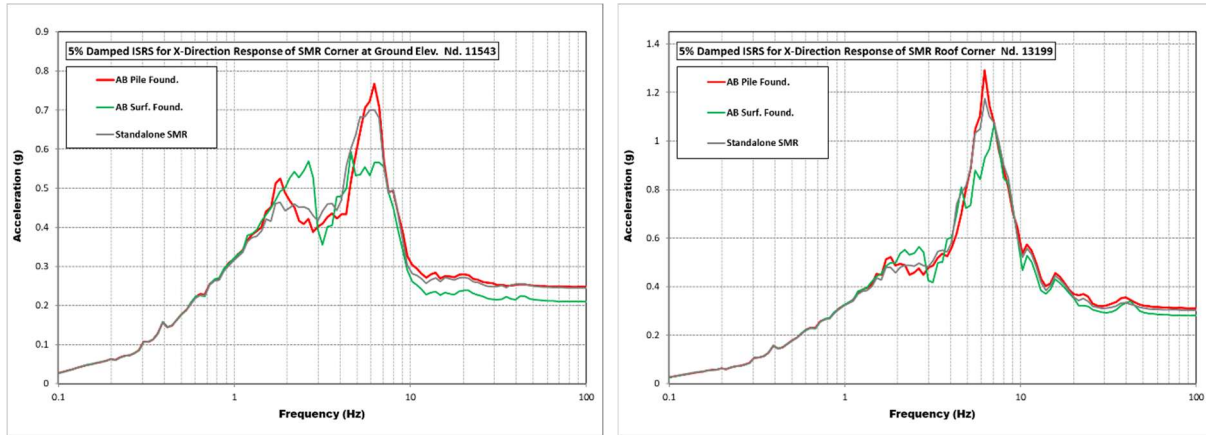 5% Damped ISRS for X-Direction Response of SMR Corner at Ground Elev. Nd. 11543
AB Pile Found.
AB Surf. Found.
Standalone SMR
Acceleration (g)
0.9
0.8
0.7
0.6
0.5
0.4
0.3
0.2
0.1
0
0.1
1
10
100
Frequency (Hz)
5% Damped ISRS for X-Direction Response of SMR Roof Corner Nd. 13199
AB Pile Found.
AB Surf. Found.
Standalone SMR
Acceleration (g)
1.4
1.2
1
0.8
0.6
0.4
0.2
0
0.1
1
10
100
Frequency (Hz)